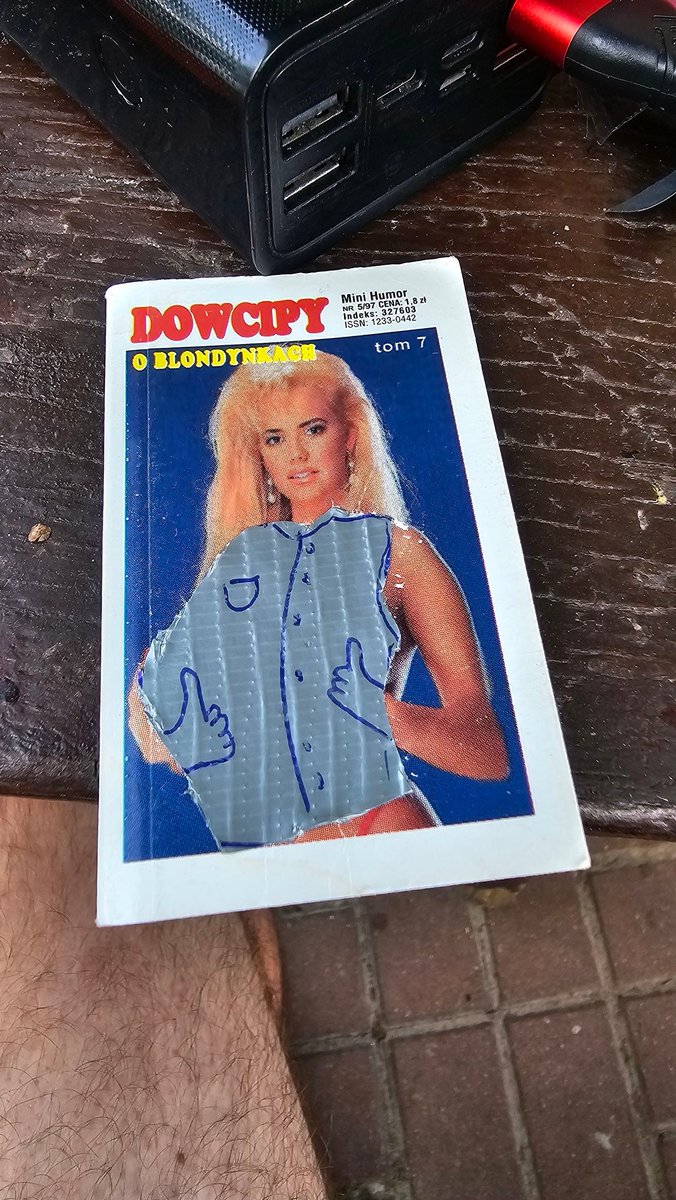 DOWCIPY
O BLONDYNKACH
Mini Humor
NR 5/97 CENA: 1,8 zł
Indeks: 327603
ISSN: 1233-0442
tom 7